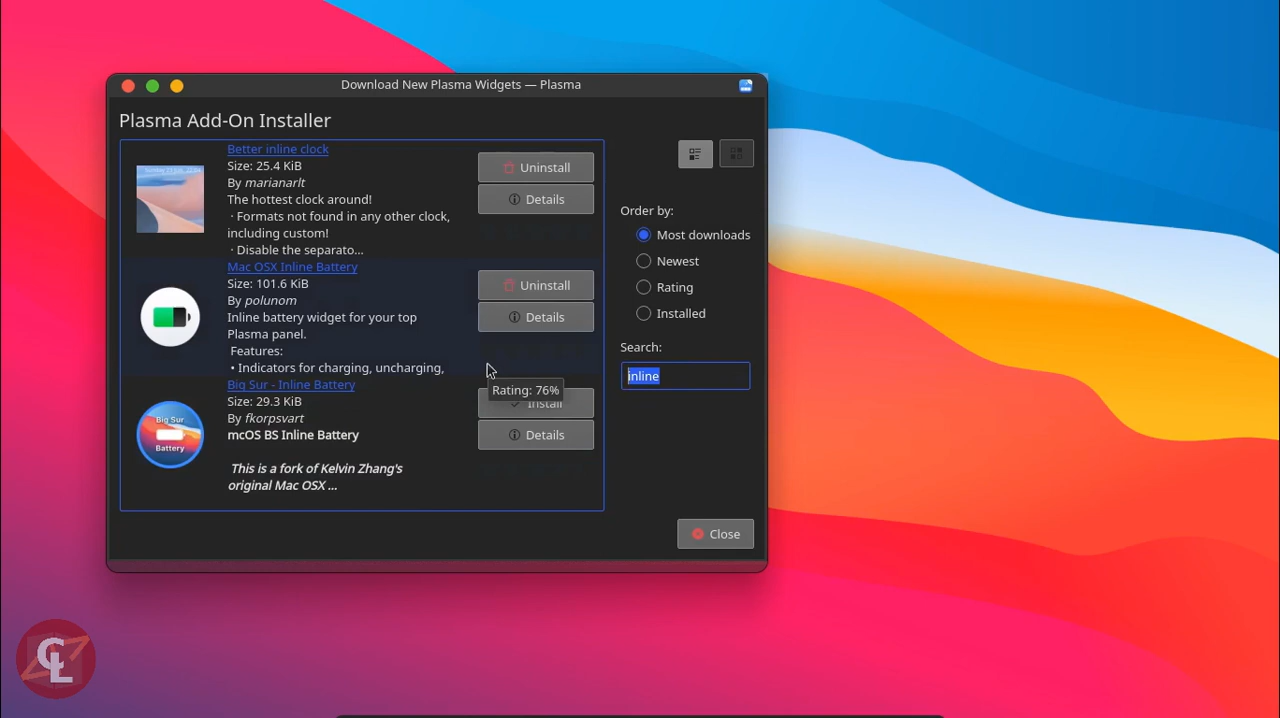 Download New Plasma Widgets — Plasma
Plasma Add-On Installer
Better inline clock
Size: 25.4 KiB
By marianarlt
The hottest clock around!
· Formats not found in any other clock,
including custom!
· Disable the separato...
Uninstall
Details
Mac OSX Inline Battery
Size: 101.6 KiB
By polunom
Inline battery widget for your top
Plasma panel.
Features:
• Indicators for charging, uncharging,
Uninstall
Details
Rating: 76%
Big Sur
Battery
Big Sur - Inline Battery
Size: 29.3 KiB
By fkorpsvart
mcOS BS Inline Battery
This is a fork of Kelvin Zhang's
original Mac OSX ...
Install
Details
Order by:
Most downloads
Newest
Rating
Installed
Search:
inline
Close
CL